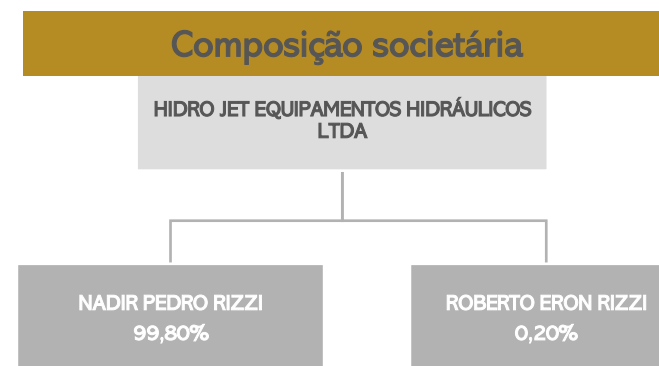 Composição societária
HIDRO JET EQUIPAMENTOS HIDRÁULICOS
LTDA
NADIR PEDRO RIZZI
99,80%
ROBERTO ERON RIZZI
0,20%